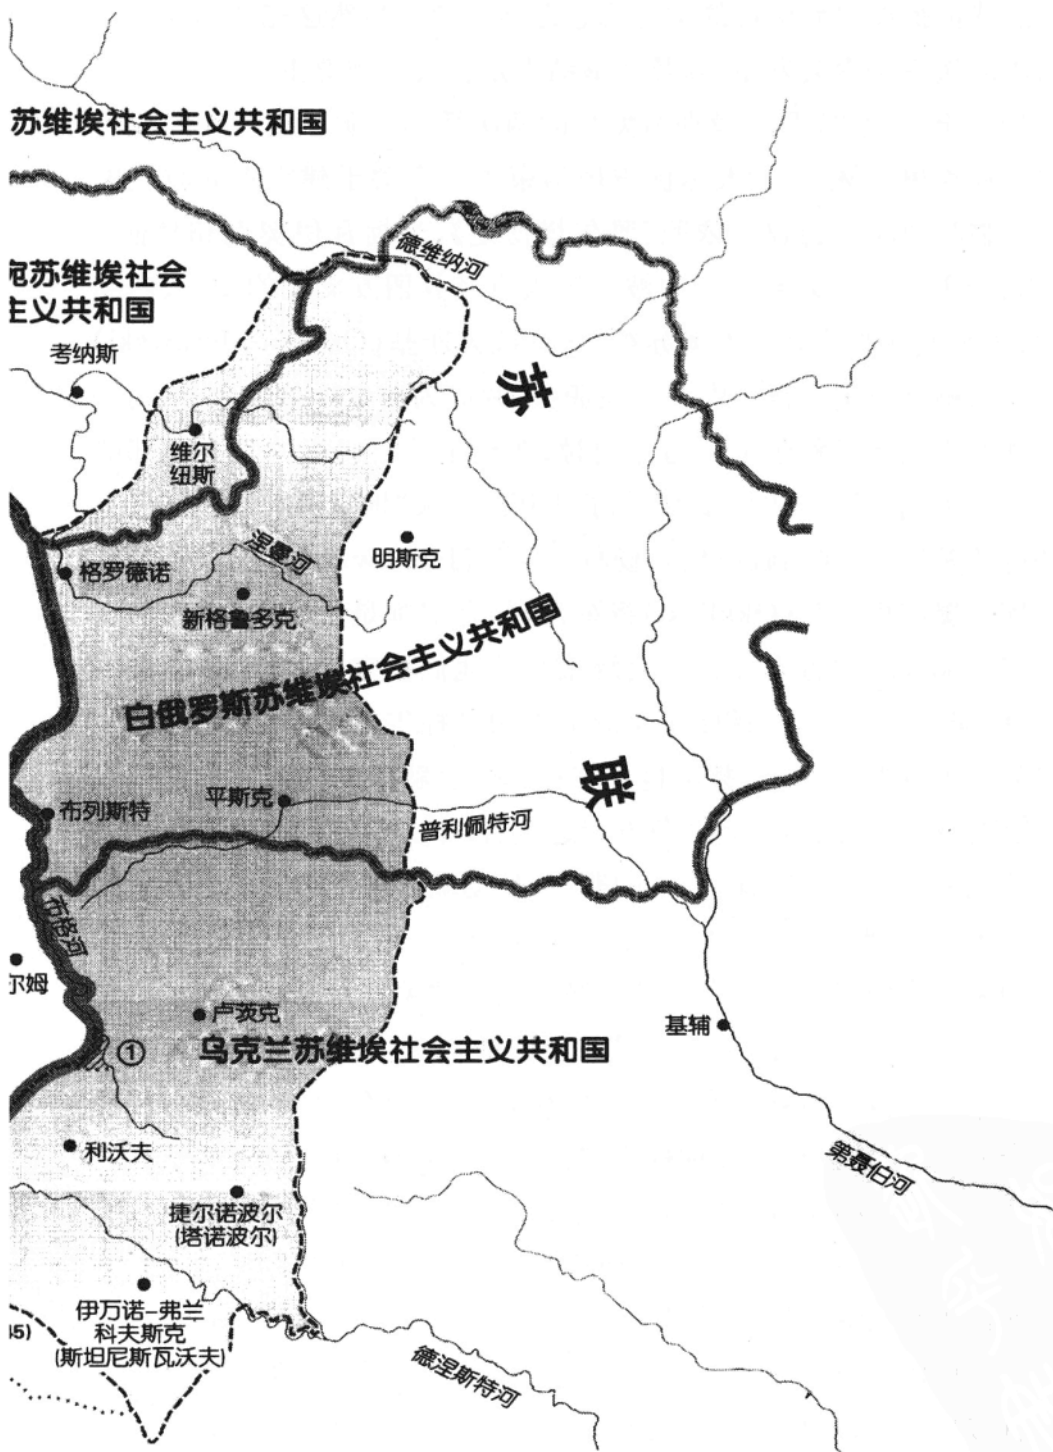 苏维埃社会主义共和国
德维纳河
宛苏维埃社会
主义共和国
考纳斯
苏
维尔
纽斯
涅曼河
明斯克
格罗德诺
新格鲁多克
白俄罗斯苏维埃社会主义共和国
联
布列斯特
平斯克
普利佩特河
布格河
尔姆
卢茨克
基辅
①
乌克兰苏维埃社会主义共和国
利沃夫
第聂伯河
捷尔诺波尔
(塔诺波尔)
伊万诺-弗兰
科夫斯克
(斯坦尼斯瓦沃夫)
45)
德涅斯特河